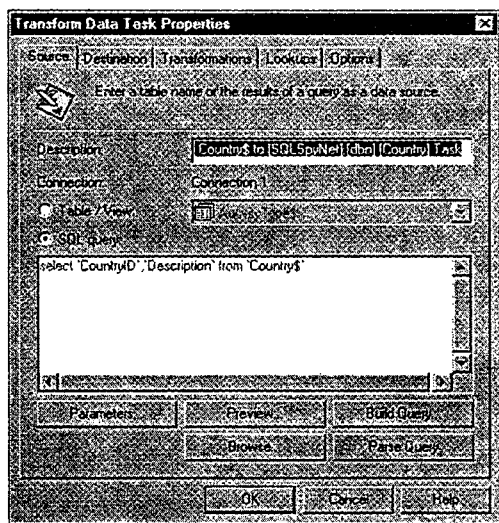 Transform Data Task Properties
Source Destination Transformations Lookups Options
Enter a table name or the results of a query as a data source.
Description: Country$ to [SQLSpyNet].[dbo].[Country] Task
Connection: Connection 1
Table / View:
SQL query:
select `CountryID`,`Description` from `Country$`
Parameters... Preview... Build Query...
Browse... Parse Query
OK Cancel Help